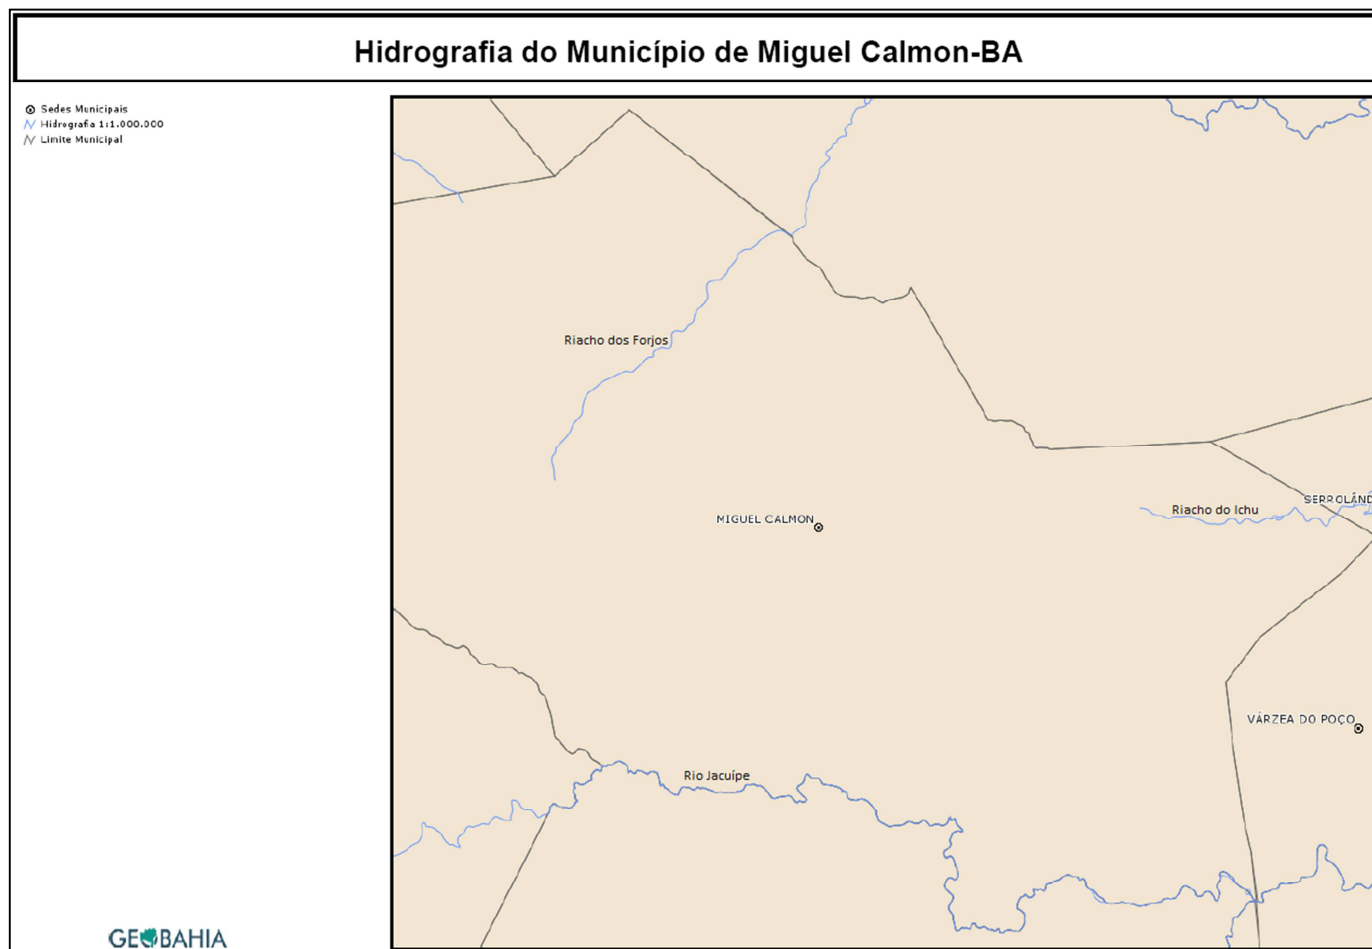 Hidrografia do Município de Miguel Calmon-BA
Sedes Municipais
Hidrografia 1:1.000.000
Limite Municipal
Riacho dos Forjos
SERROLÂND
Riacho do Ichu
MIGUEL CALMON
VÁRZEA DO POÇO
Rio Jacuípe
GEOBAHIA